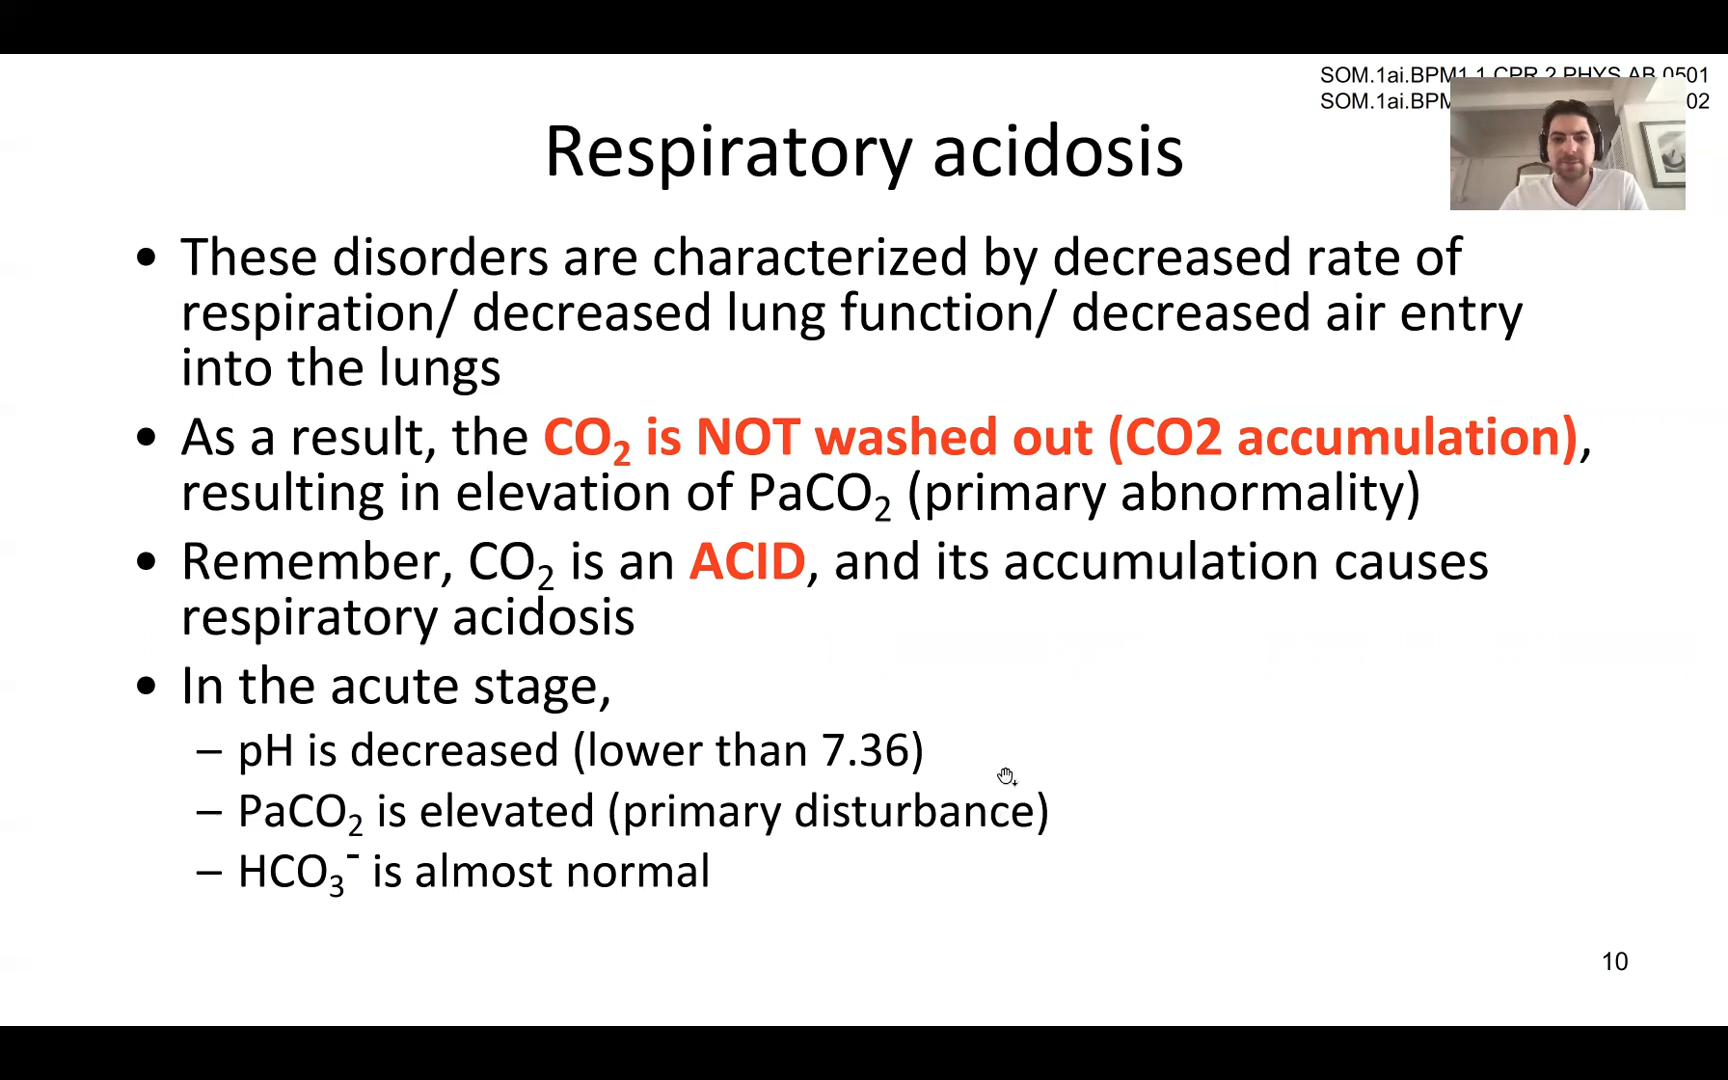 SOM.1ai.BPM1.1.CPR.2.PHYS.AB.0501
SOM.1ai.BPM 02
Respiratory acidosis
• These disorders are characterized by decreased rate of
respiration/ decreased lung function/ decreased air entry
into the lungs
• As a result, the CO₂ is NOT washed out (CO2 accumulation),
resulting in elevation of PaCO₂ (primary abnormality)
• Remember, CO₂ is an ACID, and its accumulation causes
respiratory acidosis
• In the acute stage,
– pH is decreased (lower than 7.36)
– PaCO₂ is elevated (primary disturbance)
– HCO₃⁻ is almost normal
10